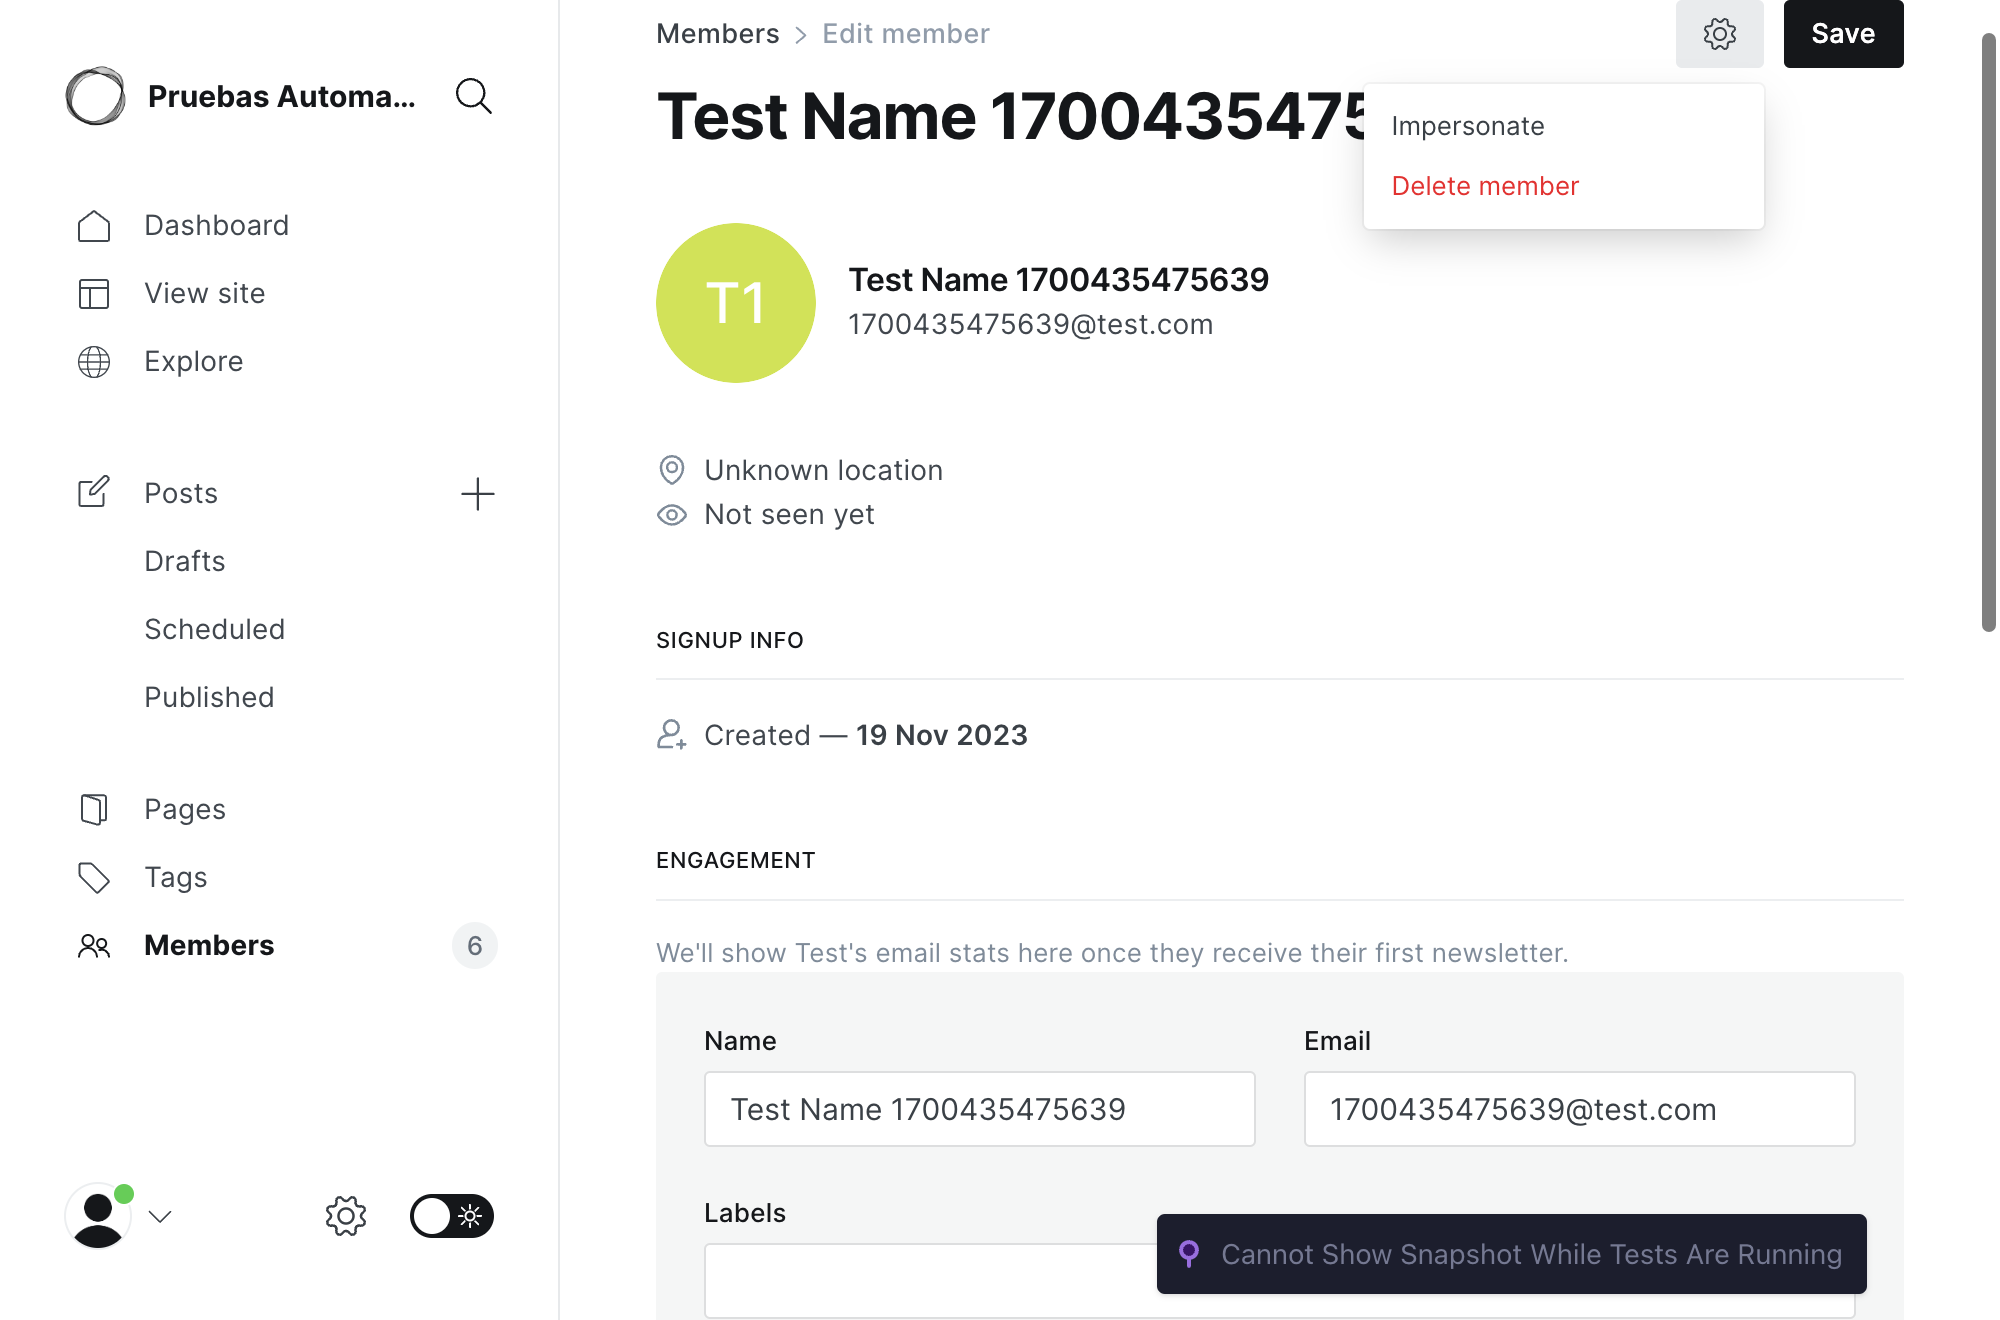 Pruebas Automa...
Dashboard
View site
Explore
Posts
Drafts
Scheduled
Published
Pages
Tags
Members
6
Members > Edit member
Save
Test Name 1700435475
Impersonate
Delete member
T1
Test Name 1700435475639
1700435475639@test.com
Unknown location
Not seen yet
SIGNUP INFO
Created — 19 Nov 2023
ENGAGEMENT
We'll show Test's email stats here once they receive their first newsletter.
Name
Email
Test Name 1700435475639
1700435475639@test.com
Labels
Cannot Show Snapshot While Tests Are Running